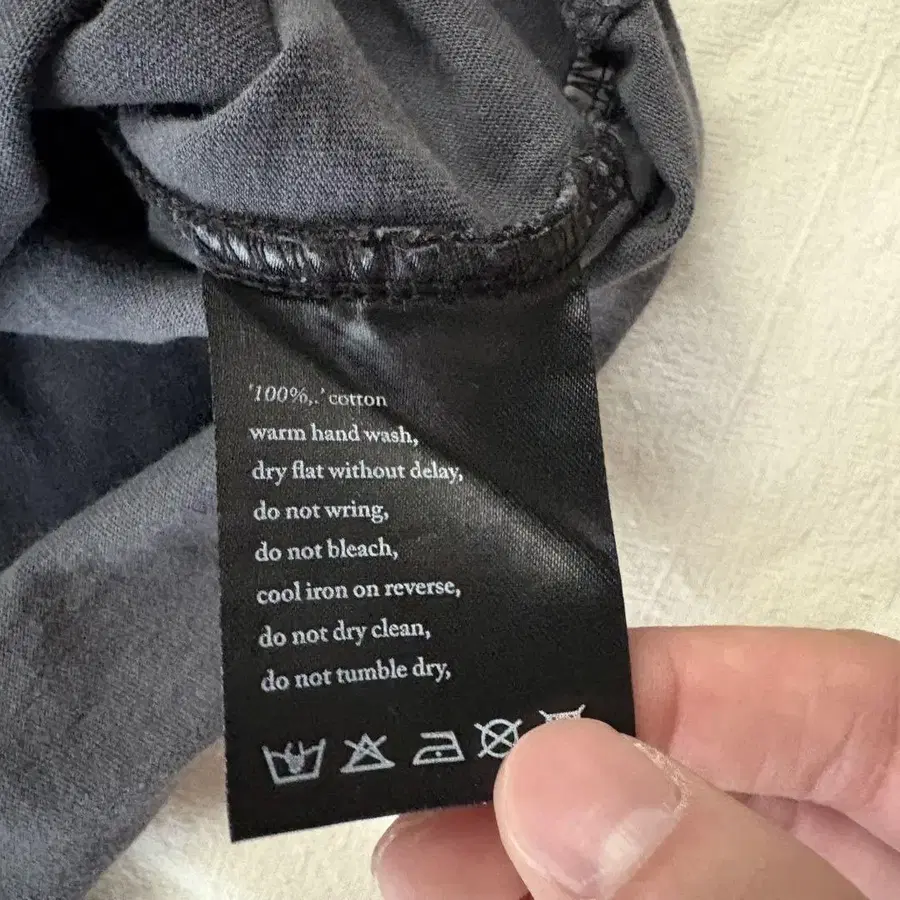 '100%,.' cotton
warm hand wash,
dry flat without delay,
do not wring,
do not bleach,
cool iron on reverse,
do not dry clean,
do not tumble dry,